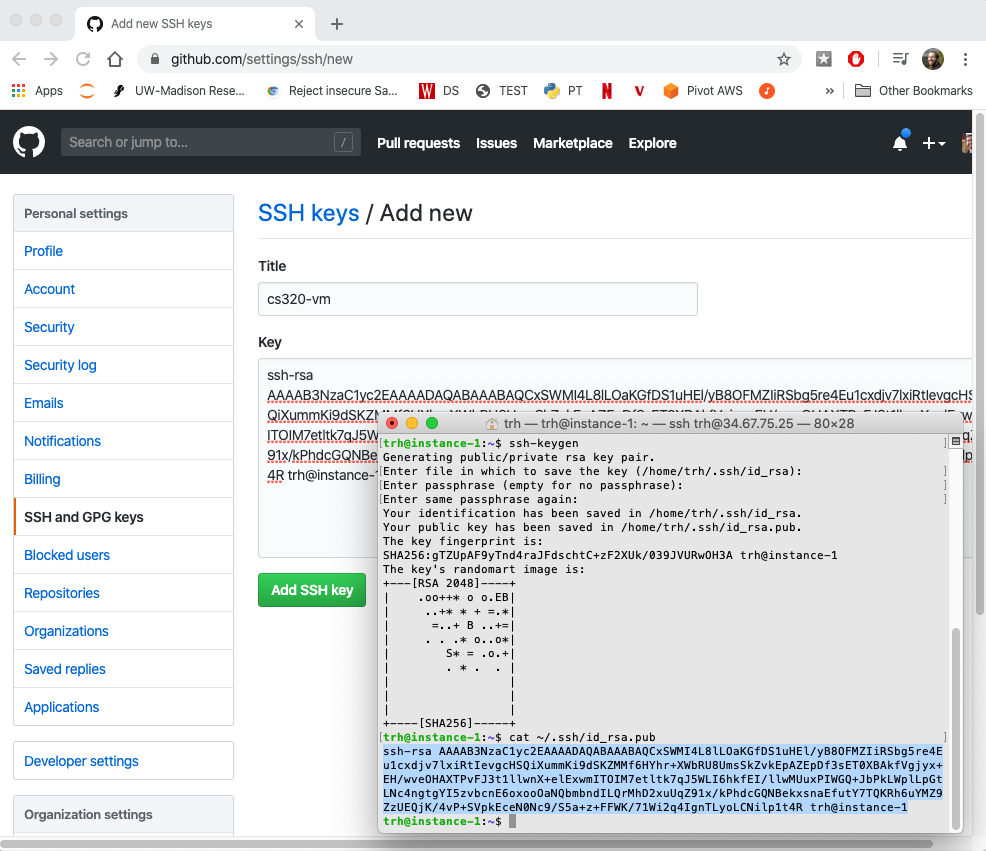 Add new SSH keys
github.com/settings/ssh/new
Apps
UW-Madison Rese...
Reject insecure Sa...
W
DS
TEST
PT
N
V
Pivot AWS
»
Other Bookmarks
Search or jump to...
/
Pull requests
Issues
Marketplace
Explore
Personal settings
Profile
Account
Security
Security log
Emails
Notifications
Billing
SSH and GPG keys
Blocked users
Repositories
Organizations
Saved replies
Applications
Developer settings
Organization settings
SSH keys / Add new
Title
cs320-vm
Key
ssh-rsa
AAAAB3NzaC1yc2EAAAADAQABAAABAQCxSWMI4L8lLOaKGfDS1uHEl/yB8OFMZIiRSbg5re4Eu1cxdjv7lxiRtIevgcHS
QiXummKi9dSKZM
ITOIM7etltk7qJ5W
91x/kPhdcGQNBe
4R trh@instance-1
Add SSH key
trh — trh@instance-1: ~ — ssh trh@34.67.75.25 — 80×28
trh@instance-1:~$ ssh-keygen
Generating public/private rsa key pair.
Enter file in which to save the key (/home/trh/.ssh/id_rsa):
Enter passphrase (empty for no passphrase):
Enter same passphrase again:
Your identification has been saved in /home/trh/.ssh/id_rsa.
Your public key has been saved in /home/trh/.ssh/id_rsa.pub.
The key fingerprint is:
SHA256:gTZUpAF9yTnd4raJFdschtC+zF2XUk/039JVURwOH3A trh@instance-1
The key's randomart image is:
+---[RSA 2048]----+
|    .oo++* o o.EB|
|     ..+* * + =.*|
|      =..+ B ..+=|
|     . . .* o..o*|
|        S* = .o.+|
|        . * .  . |
|                 |
|                 |
|                 |
+----[SHA256]-----+
trh@instance-1:~$ cat ~/.ssh/id_rsa.pub
ssh-rsa AAAAB3NzaC1yc2EAAAADAQABAAABAQCxSWMI4L8lLOaKGfDS1uHEl/yB8OFMZIiRSbg5re4E
u1cxdjv7lxiRtIevgcHSQiXummKi9dSKZMMf6HYhr+XWbRU8UmsSkZvkEpAZEpDf3sET0XBAkfVgjyx+
EH/wveOHAXTPvFJ3t1llwnX+elExwmITOIM7etltk7qJ5WLI6hkfEI/llwMUuxPIWGQ+JbPkLWplLpGt
LNc4ngtgYI5zvbcnE6oxooOaNQbmbndILQrMhD2xuUqZ91x/kPhdcGQNBekxsnaEfutY7TQKRh6uYMZ9
ZzUEQjK/4vP+SVpkEceN0Nc9/S5a+z+FFWK/71Wi2q4IgnTLyoLCNilp1t4R trh@instance-1
trh@instance-1:~$